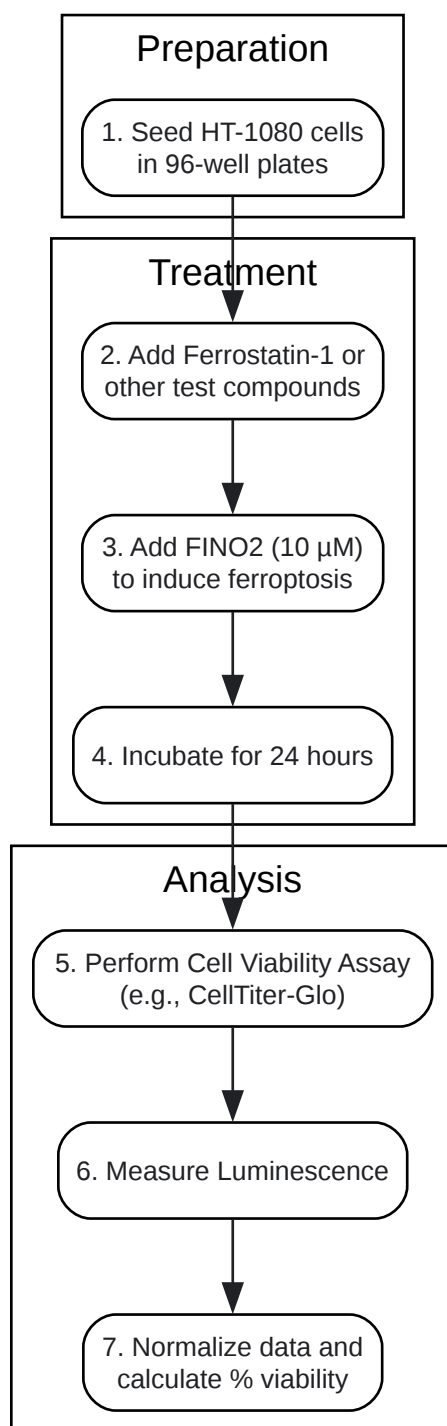 Preparation
1. Seed HT-1080 cells
in 96-well plates
Treatment
2. Add Ferrostatin-1 or
other test compounds
3. Add FINO2 (10 µM)
to induce ferroptosis
4. Incubate for 24 hours
Analysis
5. Perform Cell Viability Assay
(e.g., CellTiter-Glo)
6. Measure Luminescence
7. Normalize data and
calculate % viability